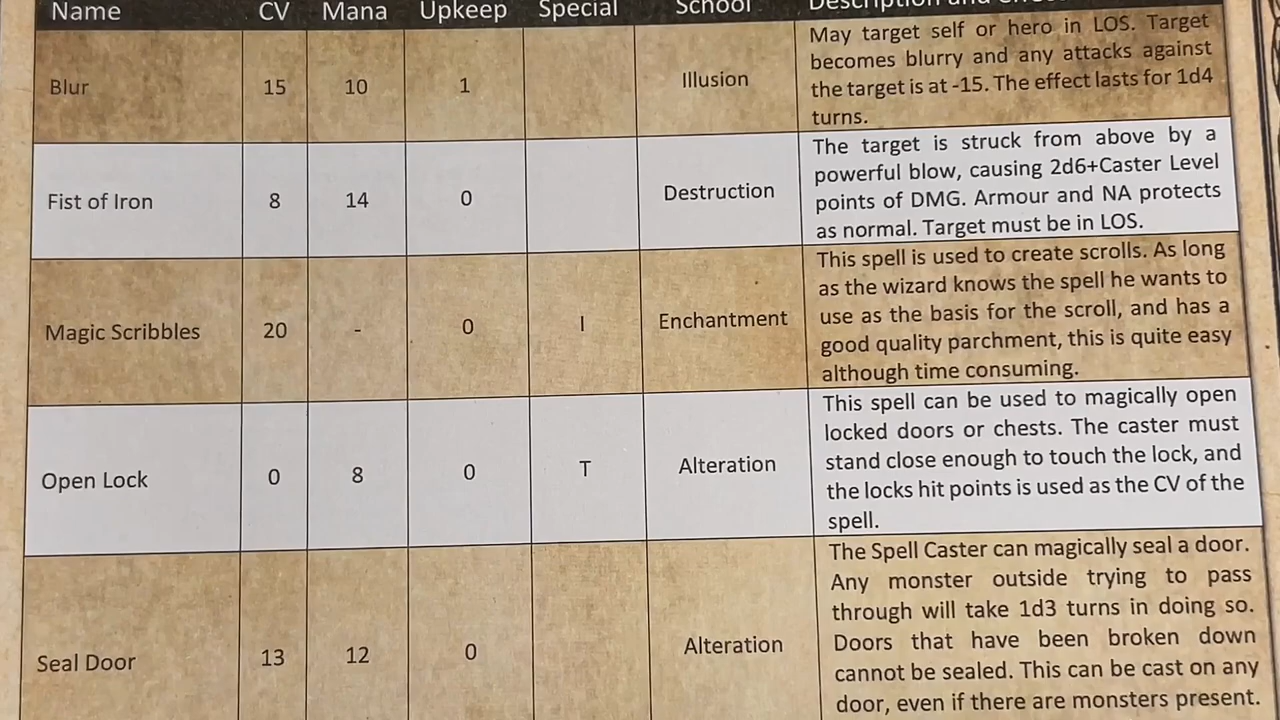 Name CV Mana Upkeep Special School Description and
Blur 15 10 1 Illusion
May target self or hero in LOS. Target
becomes blurry and any attacks against
the target is at -15. The effect lasts for 1d4
turns.
Fist of Iron 8 14 0 Destruction
The target is struck from above by a
powerful blow, causing 2d6+Caster Level
points of DMG. Armour and NA protects
as normal. Target must be in LOS.
Magic Scribbles 20 - 0 I Enchantment
This spell is used to create scrolls. As long
as the wizard knows the spell he wants to
use as the basis for the scroll, and has a
good quality parchment, this is quite easy
although time consuming.
Open Lock 0 8 0 T Alteration
This spell can be used to magically open
locked doors or chests. The caster must
stand close enough to touch the lock, and
the locks hit points is used as the CV of the
spell.
Seal Door 13 12 0 Alteration
The Spell Caster can magically seal a door.
Any monster outside trying to pass
through will take 1d3 turns in doing so.
Doors that have been broken down
cannot be sealed. This can be cast on any
door, even if there are monsters present.